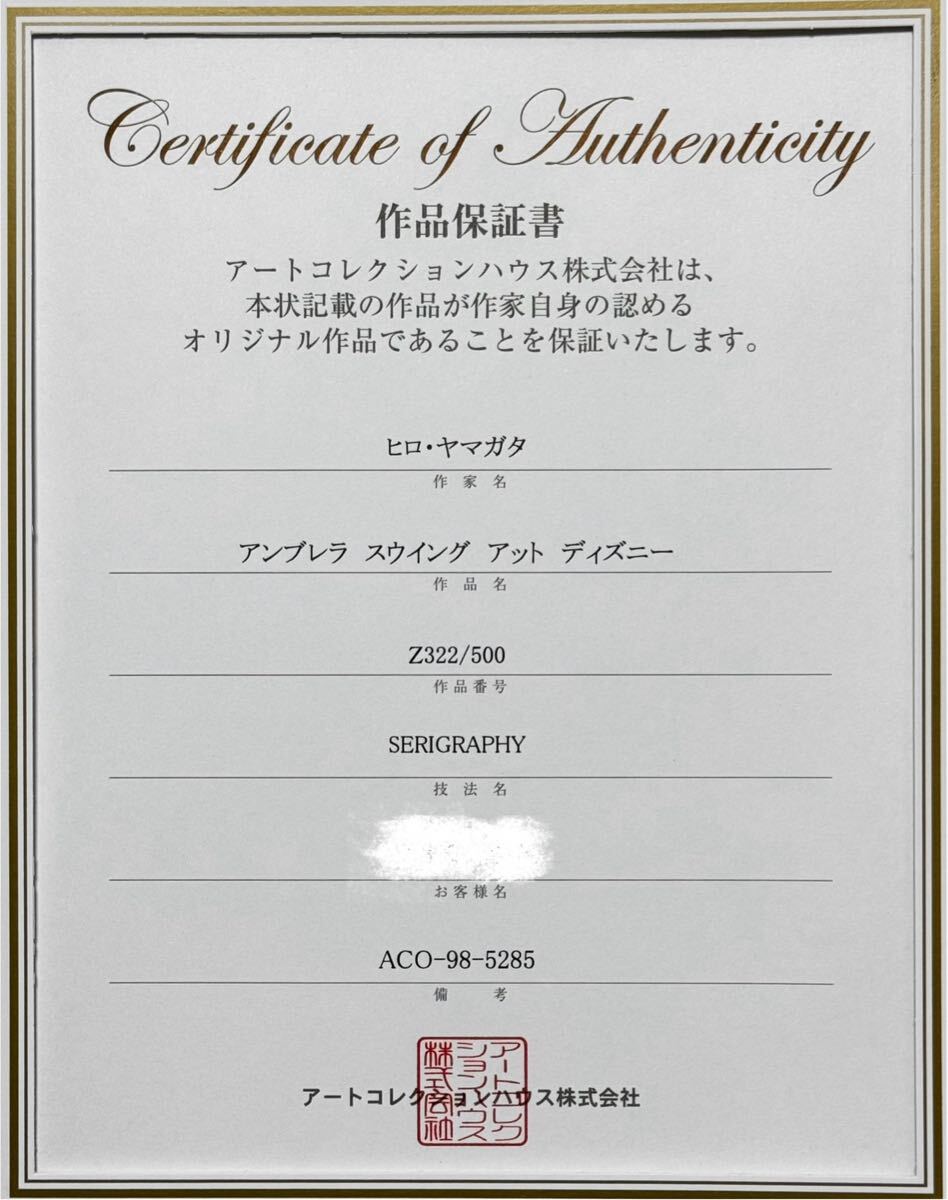 Certificate of Authenticity
作品保証書
アートコレクションハウス株式会社は、
本状記載の作品が作家自身の認める
オリジナル作品であることを保証いたします。
ヒロ・ヤマガタ
作家名
アンブレラ スウイング アット ディズニー
作品名
Z322/500
作品番号
SERIGRAPHY
技法名
お客様名
ACO-98-5285
備考
アートコレクションハウス株式会社
アートコレクションハウス株式会社